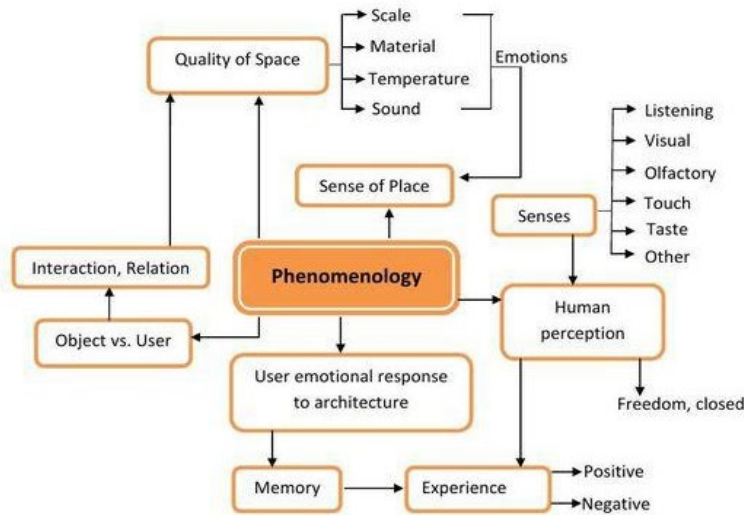 Scale
Material
Quality of Space
Temperature
Sound
Emotions
Listening
Visual
Olfactory
Touch
Taste
Other
Sense of Place
Senses
Phenomenology
Interaction, Relation
Object vs. User
Human
perception
User emotional response
to architecture
Freedom, closed
Memory
Experience
Positive
Negative